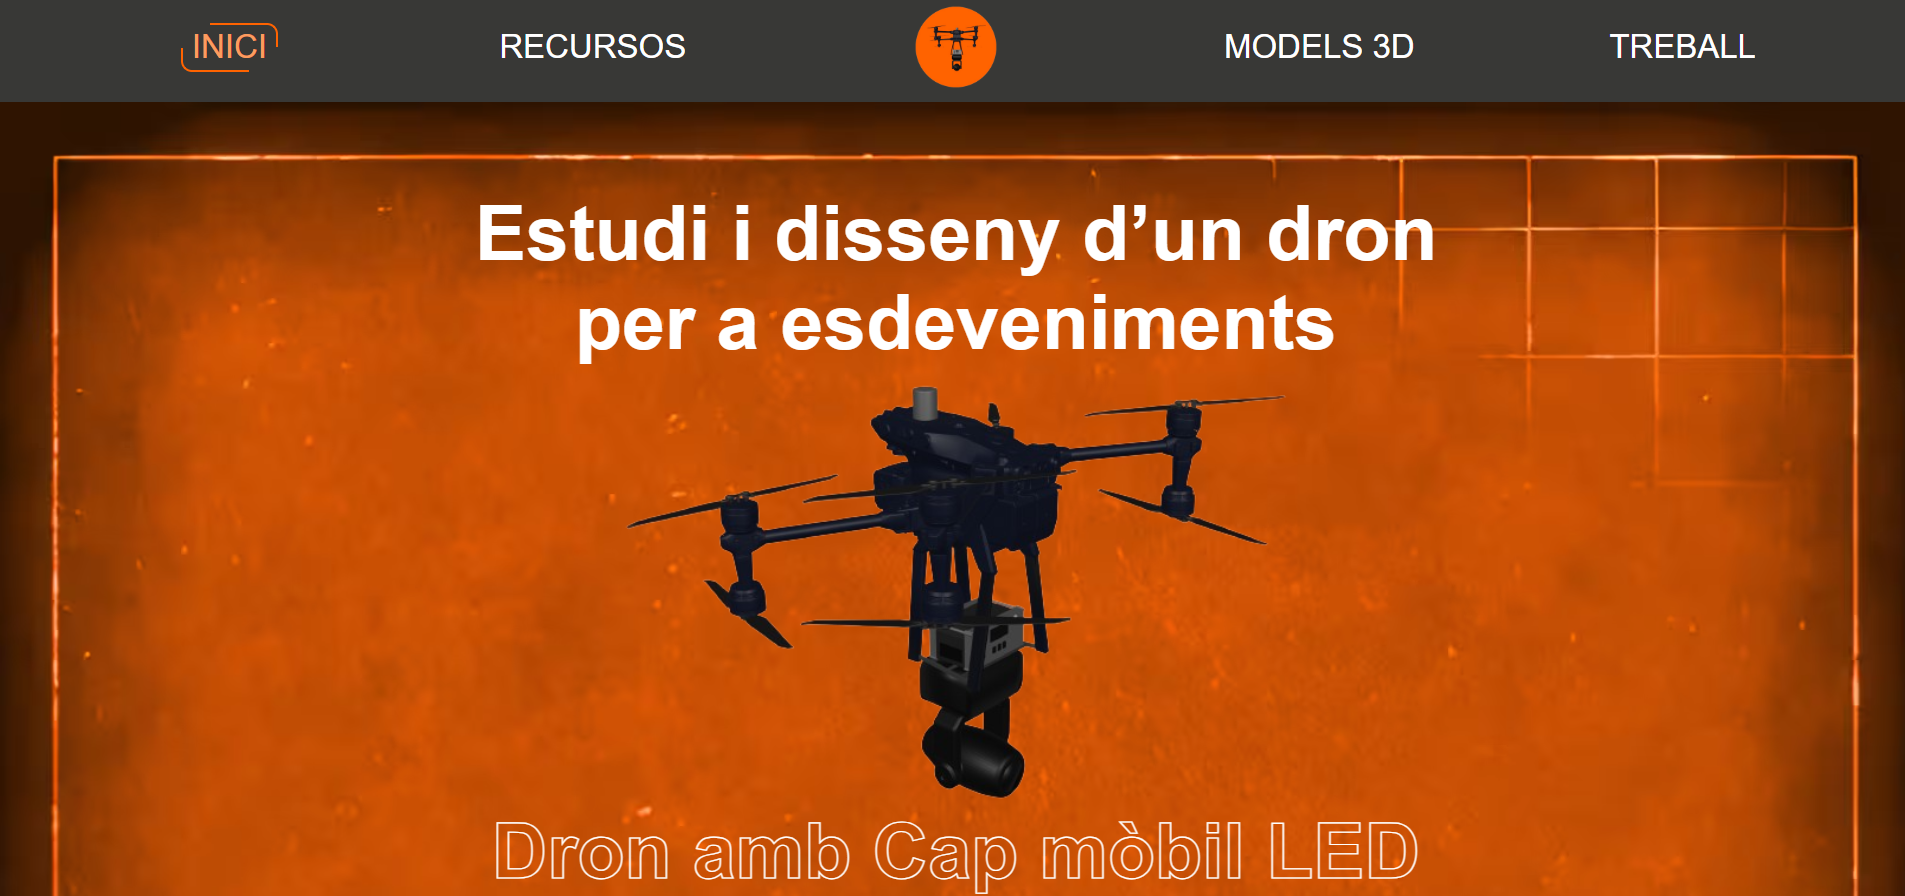 INICI RECURSOS MODELS 3D TREBALL
Estudi i disseny d’un dron
per a esdeveniments
Dron amb Cap mòbil LED